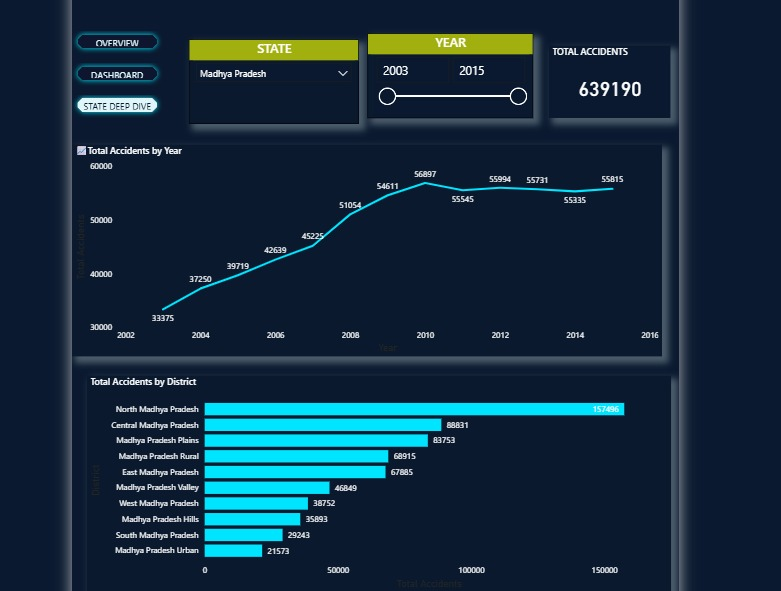 OVERVIEW
DASHBOARD
STATE DEEP DIVE
STATE
Madhya Pradesh
YEAR
2003 2015
TOTAL ACCIDENTS
639190
Total Accidents by Year
Total Accidents
60000
50000
40000
30000
33375
37250
39719
42639
45225
51054
54611
56897
55545
55994
55731
55335
55815
2002 2004 2006 2008 2010 2012 2014 2016
Year
Total Accidents by District
District
North Madhya Pradesh 157496
Central Madhya Pradesh 88831
Madhya Pradesh Plains 83753
Madhya Pradesh Rural 68915
East Madhya Pradesh 67885
Madhya Pradesh Valley 46849
West Madhya Pradesh 38752
Madhya Pradesh Hills 35893
South Madhya Pradesh 29243
Madhya Pradesh Urban 21573
0 50000 100000 150000
Total Accidents